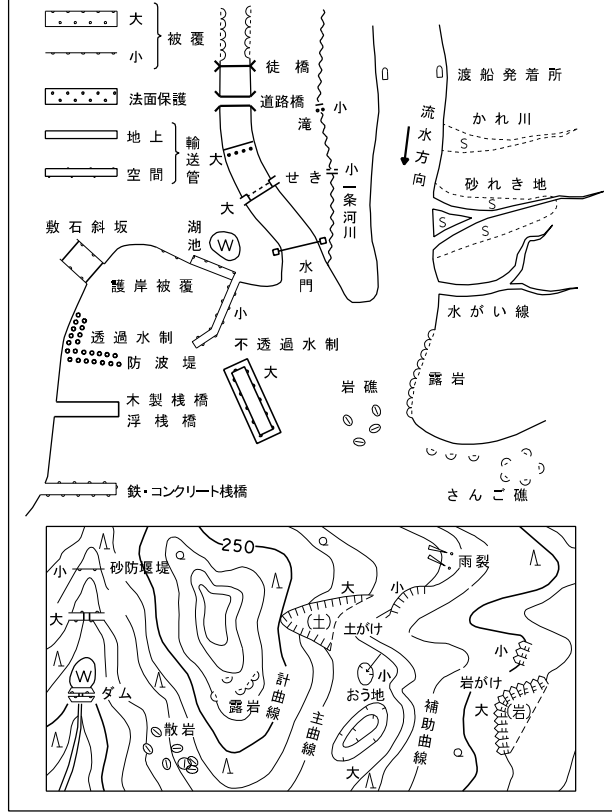 大
被覆
小
法面保護
地上
輸送管
空間
徒橋
道路橋
小
滝
大
せき
小
大
一条河川
流水方向
渡船発着所
かれ川
S
砂れき地
S
S
S
敷石斜坂
湖池
W
水門
護岸被覆
小
水がい線
透過水制
防波堤
不透過水制
大
岩礁
露岩
木製桟橋
浮桟橋
さんご礁
鉄・コンクリート桟橋
250
小
砂防堰堤
大
W
ダム
散岩
露岩
計曲線
主曲線
大
(土)
土がけ
小
雨裂
小
おう地
大
補助曲線
小
岩がけ
大
(岩)